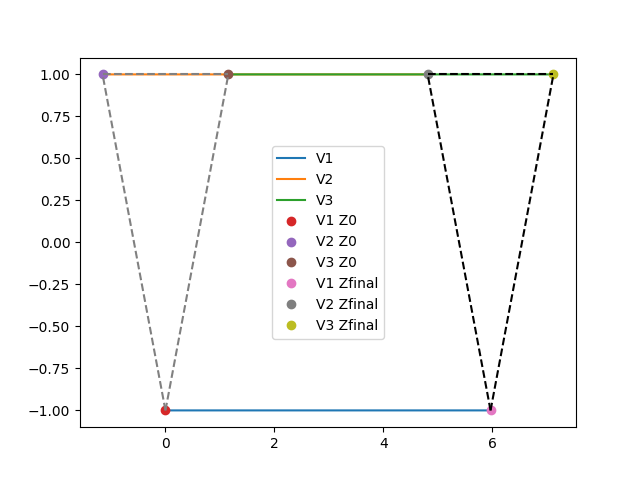 1.00
0.75
0.50
0.25
0.00
−0.25
−0.50
−0.75
−1.00
V1
V2
V3
V1 Z0
V2 Z0
V3 Z0
V1 Zfinal
V2 Zfinal
V3 Zfinal
0
2
4
6